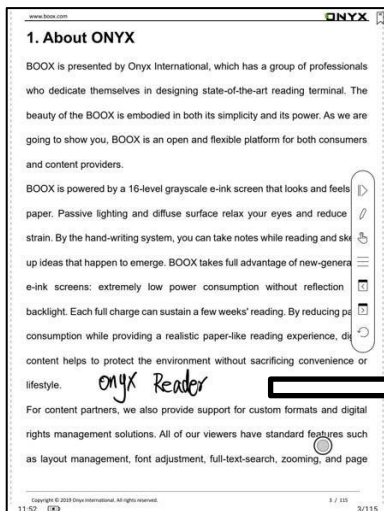 www.boox.com
ONYX
1. About ONYX
BOOX is presented by Onyx International, which has a group of professionals
who dedicate themselves in designing state-of-the-art reading terminal. The
beauty of the BOOX is embodied in both its simplicity and its power. As we are
going to show you, BOOX is an open and flexible platform for both consumers
and content providers.
BOOX is powered by a 16-level grayscale e-ink screen that looks and feels
paper. Passive lighting and diffuse surface relax your eyes and reduce
strain. By the hand-writing system, you can take notes while reading and ske
up ideas that happen to emerge. BOOX takes full advantage of new-genera
e-ink screens: extremely low power consumption without reflection
backlight. Each full charge can sustain a few weeks' reading. By reducing pa
consumption while providing a realistic paper-like reading experience, dig
content helps to protect the environment without sacrificing convenience or
lifestyle.
onyx Reader
For content partners, we also provide support for custom formats and digital
rights management solutions. All of our viewers have standard features such
as layout management, font adjustment, full-text-search, zooming, and page
Copyright © 2019 Onyx International. All rights reserved.
3 / 115
11:52
3/115